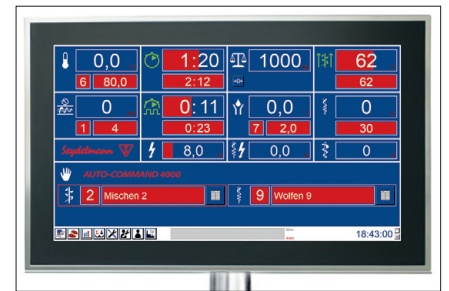 0,0 1:20 1000 62
6 80,0 2:12 62
0 0:11 0,0 0
1 4 0:23 7 2,0 30
Seydelmann 8,0 0,0 0
AUTO-COMMAND 4000
2 Mischen 2 9 Wolfen 9
18:43:00